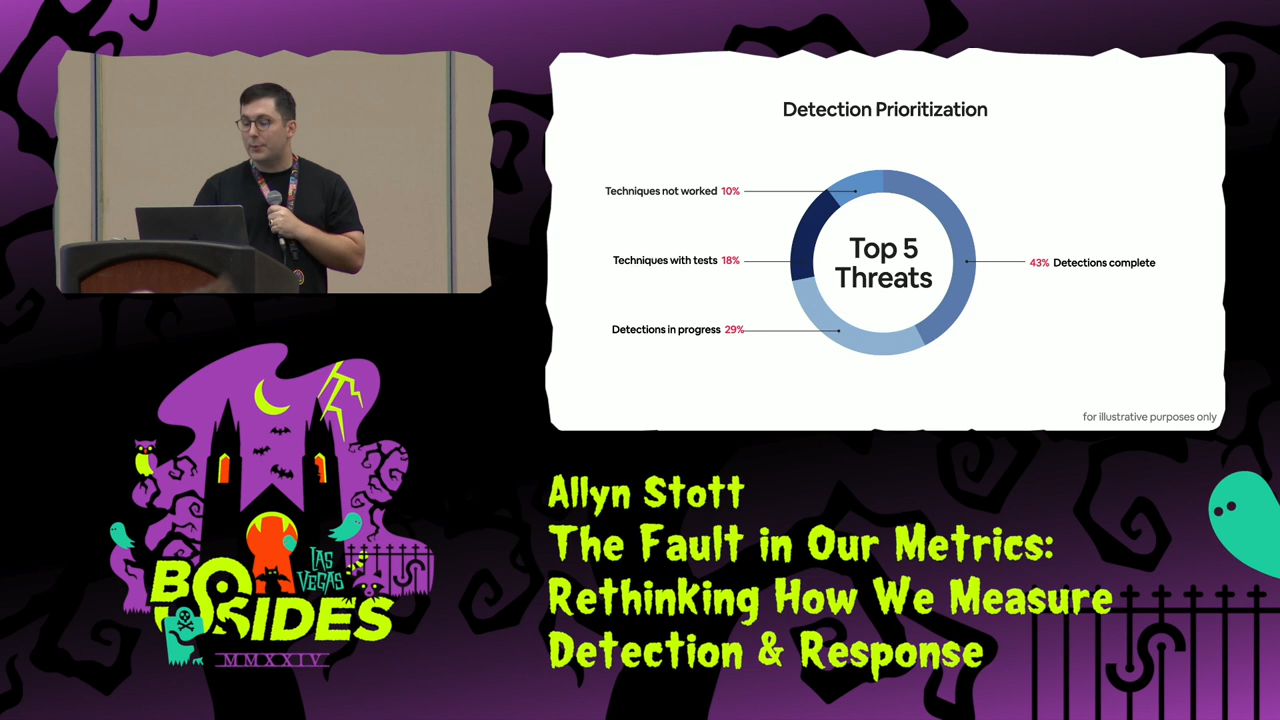 Detection Prioritization
Techniques not worked 10%
Techniques with tests 18%
Detections in progress 29%
Top 5
Threats
43% Detections complete
for illustrative purposes only
Allyn Stott
The Fault in Our Metrics:
Rethinking How We Measure
Detection & Response
LAS
VEGAS
BSIDES
MMXXIV